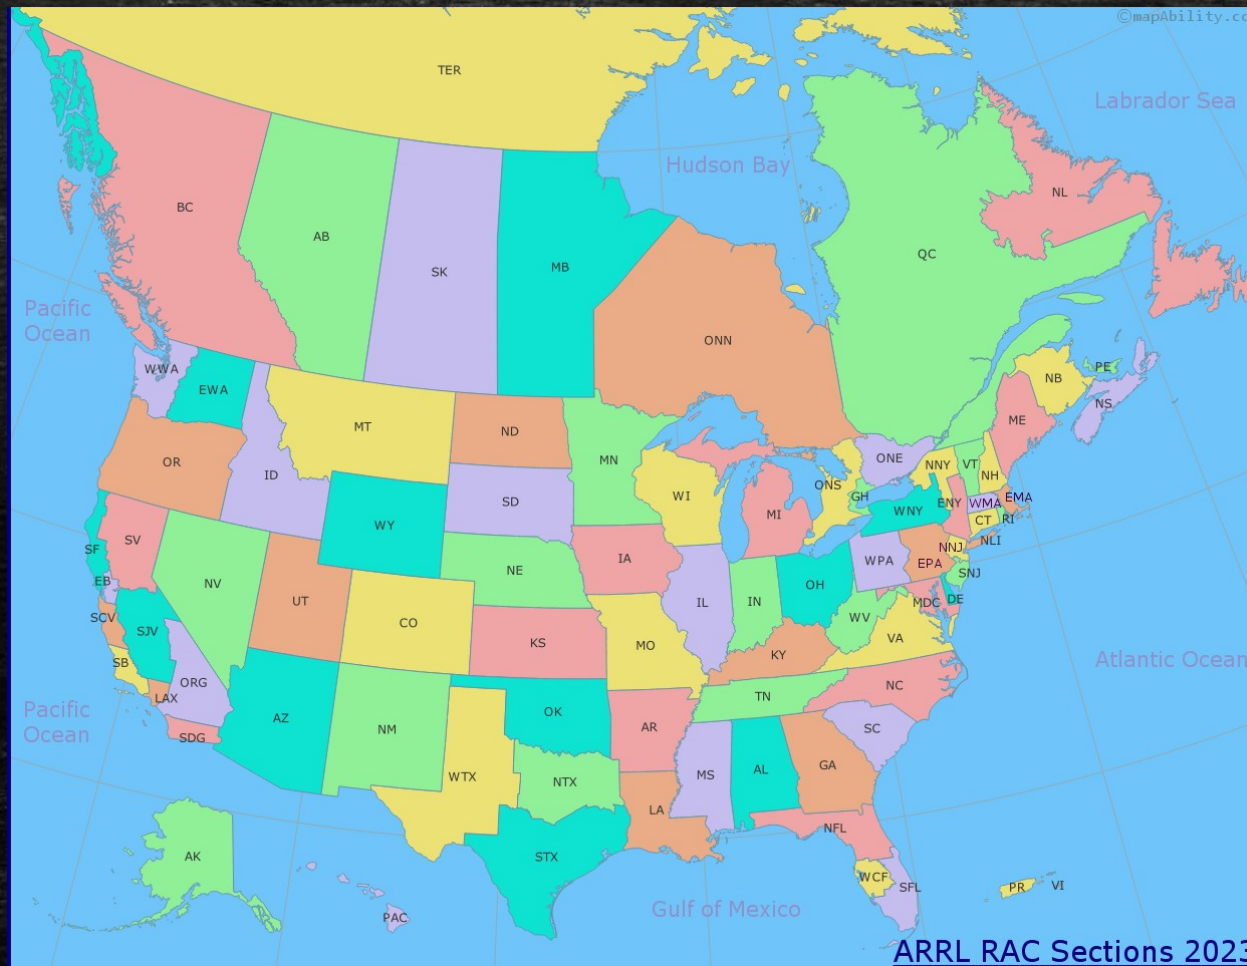 ©mapAbility.co
TER
Labrador Sea
Hudson Bay
NL
BC
AB
SK
MB
QC
Pacific
Ocean
ONN
WWA
EWA
PE
NB
NS
MT
ND
MN
ME
OR
ID
SD
WI
ONS
GH
ONE
NNY
VT
NH
WY
MI
WNY
ENY
WMA
EMA
CT
RI
SF
SV
NV
NE
IA
WPA
NNJ
NLI
EPA
SNJ
EB
SCV
SJV
UT
CO
IL
IN
OH
WV
MDC
DE
KS
MO
KY
VA
Atlantic Ocean
SB
ORG
LAX
TN
NC
Pacific
Ocean
SDG
AZ
NM
OK
AR
SC
WTX
NTX
MS
AL
GA
LA
NFL
AK
STX
WCF
SFL
PR
VI
PAC
Gulf of Mexico
ARRL RAC Sections 2023